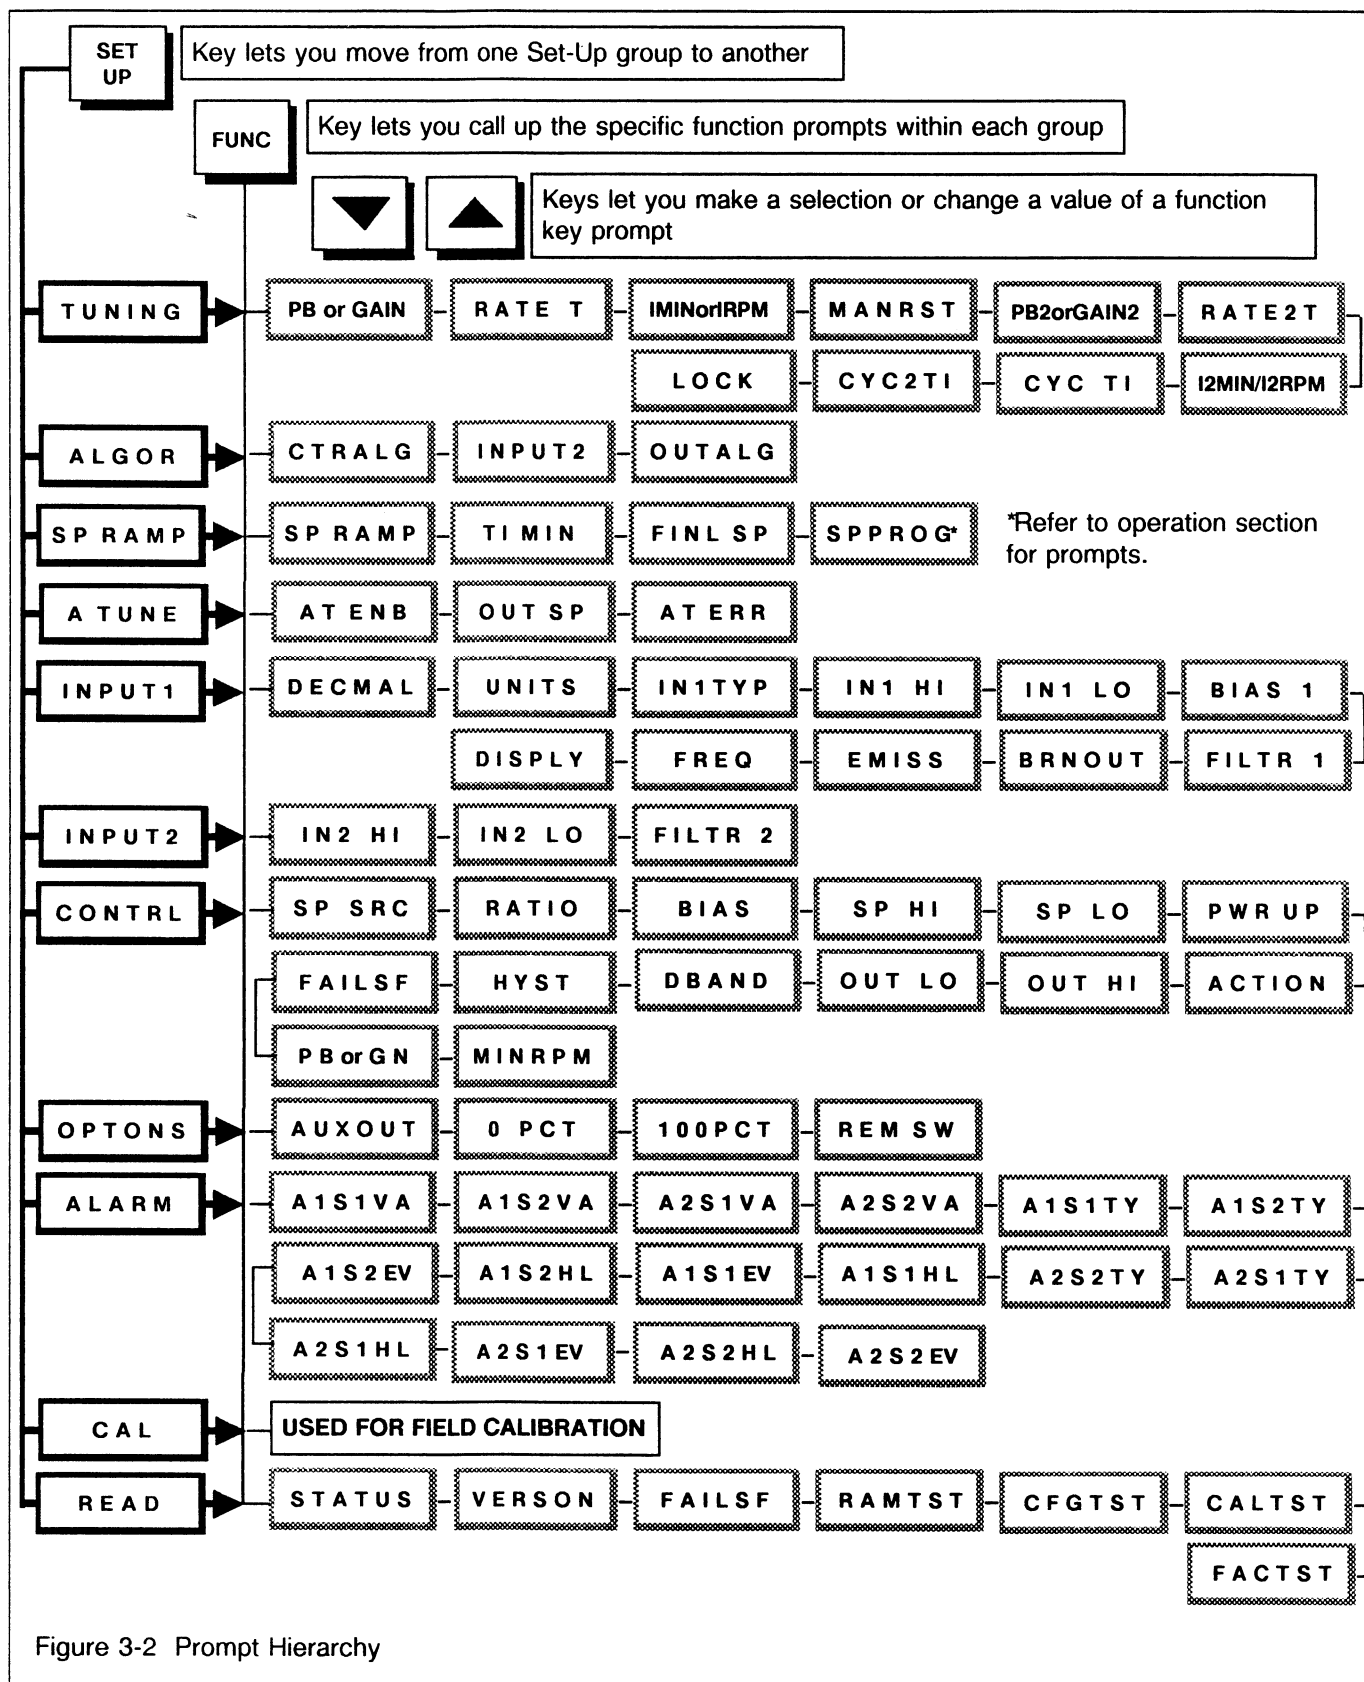 SET
UP
Key lets you move from one Set-Up group to another
FUNC
Key lets you call up the specific function prompts within each group
Keys let you make a selection or change a value of a function
key prompt
TUNING PB or GAIN RATE T IMINorIRPM MANRST PB2orGAIN2 RATE2T
LOCK CYC2TI CYC TI I2MIN/I2RPM
ALGOR CTRALG INPUT2 OUTALG
SP RAMP SP RAMP TI MIN FINL SP SPPROG*
*Refer to operation section
for prompts.
A TUNE AT ENB OUT SP AT ERR
INPUT1 DECMAL UNITS IN1TYP IN1 HI IN1 LO BIAS 1
DISPLY FREQ EMISS BRNOUT FILTR 1
INPUT2 IN2 HI IN2 LO FILTR 2
CONTRL SP SRC RATIO BIAS SP HI SP LO PWR UP
FAILSF HYST DBAND OUT LO OUT HI ACTION
PB or GN MINRPM
OPTONS AUXOUT 0 PCT 100PCT REM SW
ALARM A1S1VA A1S2VA A2S1VA A2S2VA A1S1TY A1S2TY
A1S2EV A1S2HL A1S1EV A1S1HL A2S2TY A2S1TY
A2S1HL A2S1EV A2S2HL A2S2EV
CAL USED FOR FIELD CALIBRATION
READ STATUS VERSON FAILSF RAMTST CFGTST CALTST
FACTST
Figure 3-2 Prompt Hierarchy